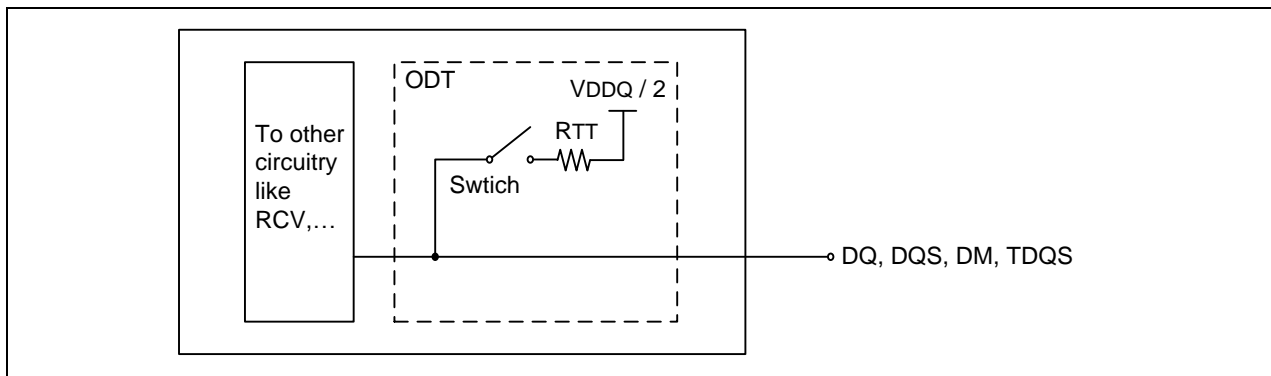 ODT
VDDQ / 2
RTT
Swtich
To other
circuitry
like
RCV,…
DQ, DQS, DM, TDQS